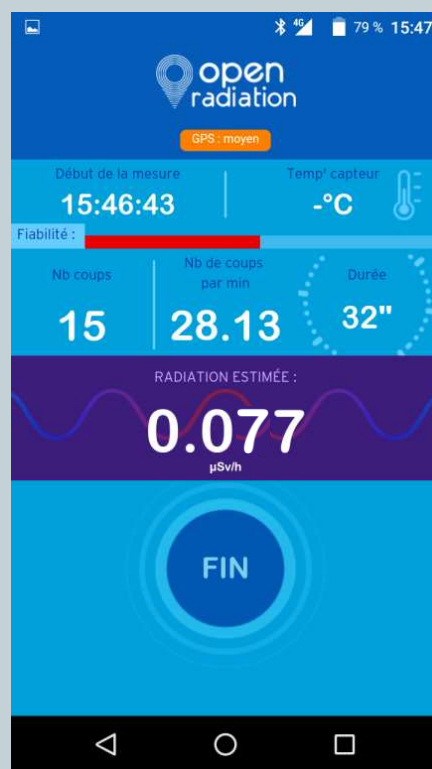 4G 79 % 15:47
open
radiation
GPS : moyen
Début de la mesure
15:46:43
Temp' capteur
-°C
Fiabilité :
Nb coups
15
Nb de coups
par min
28.13
Durée
32"
RADIATION ESTIMÉE :
0.077
µSv/h
FIN